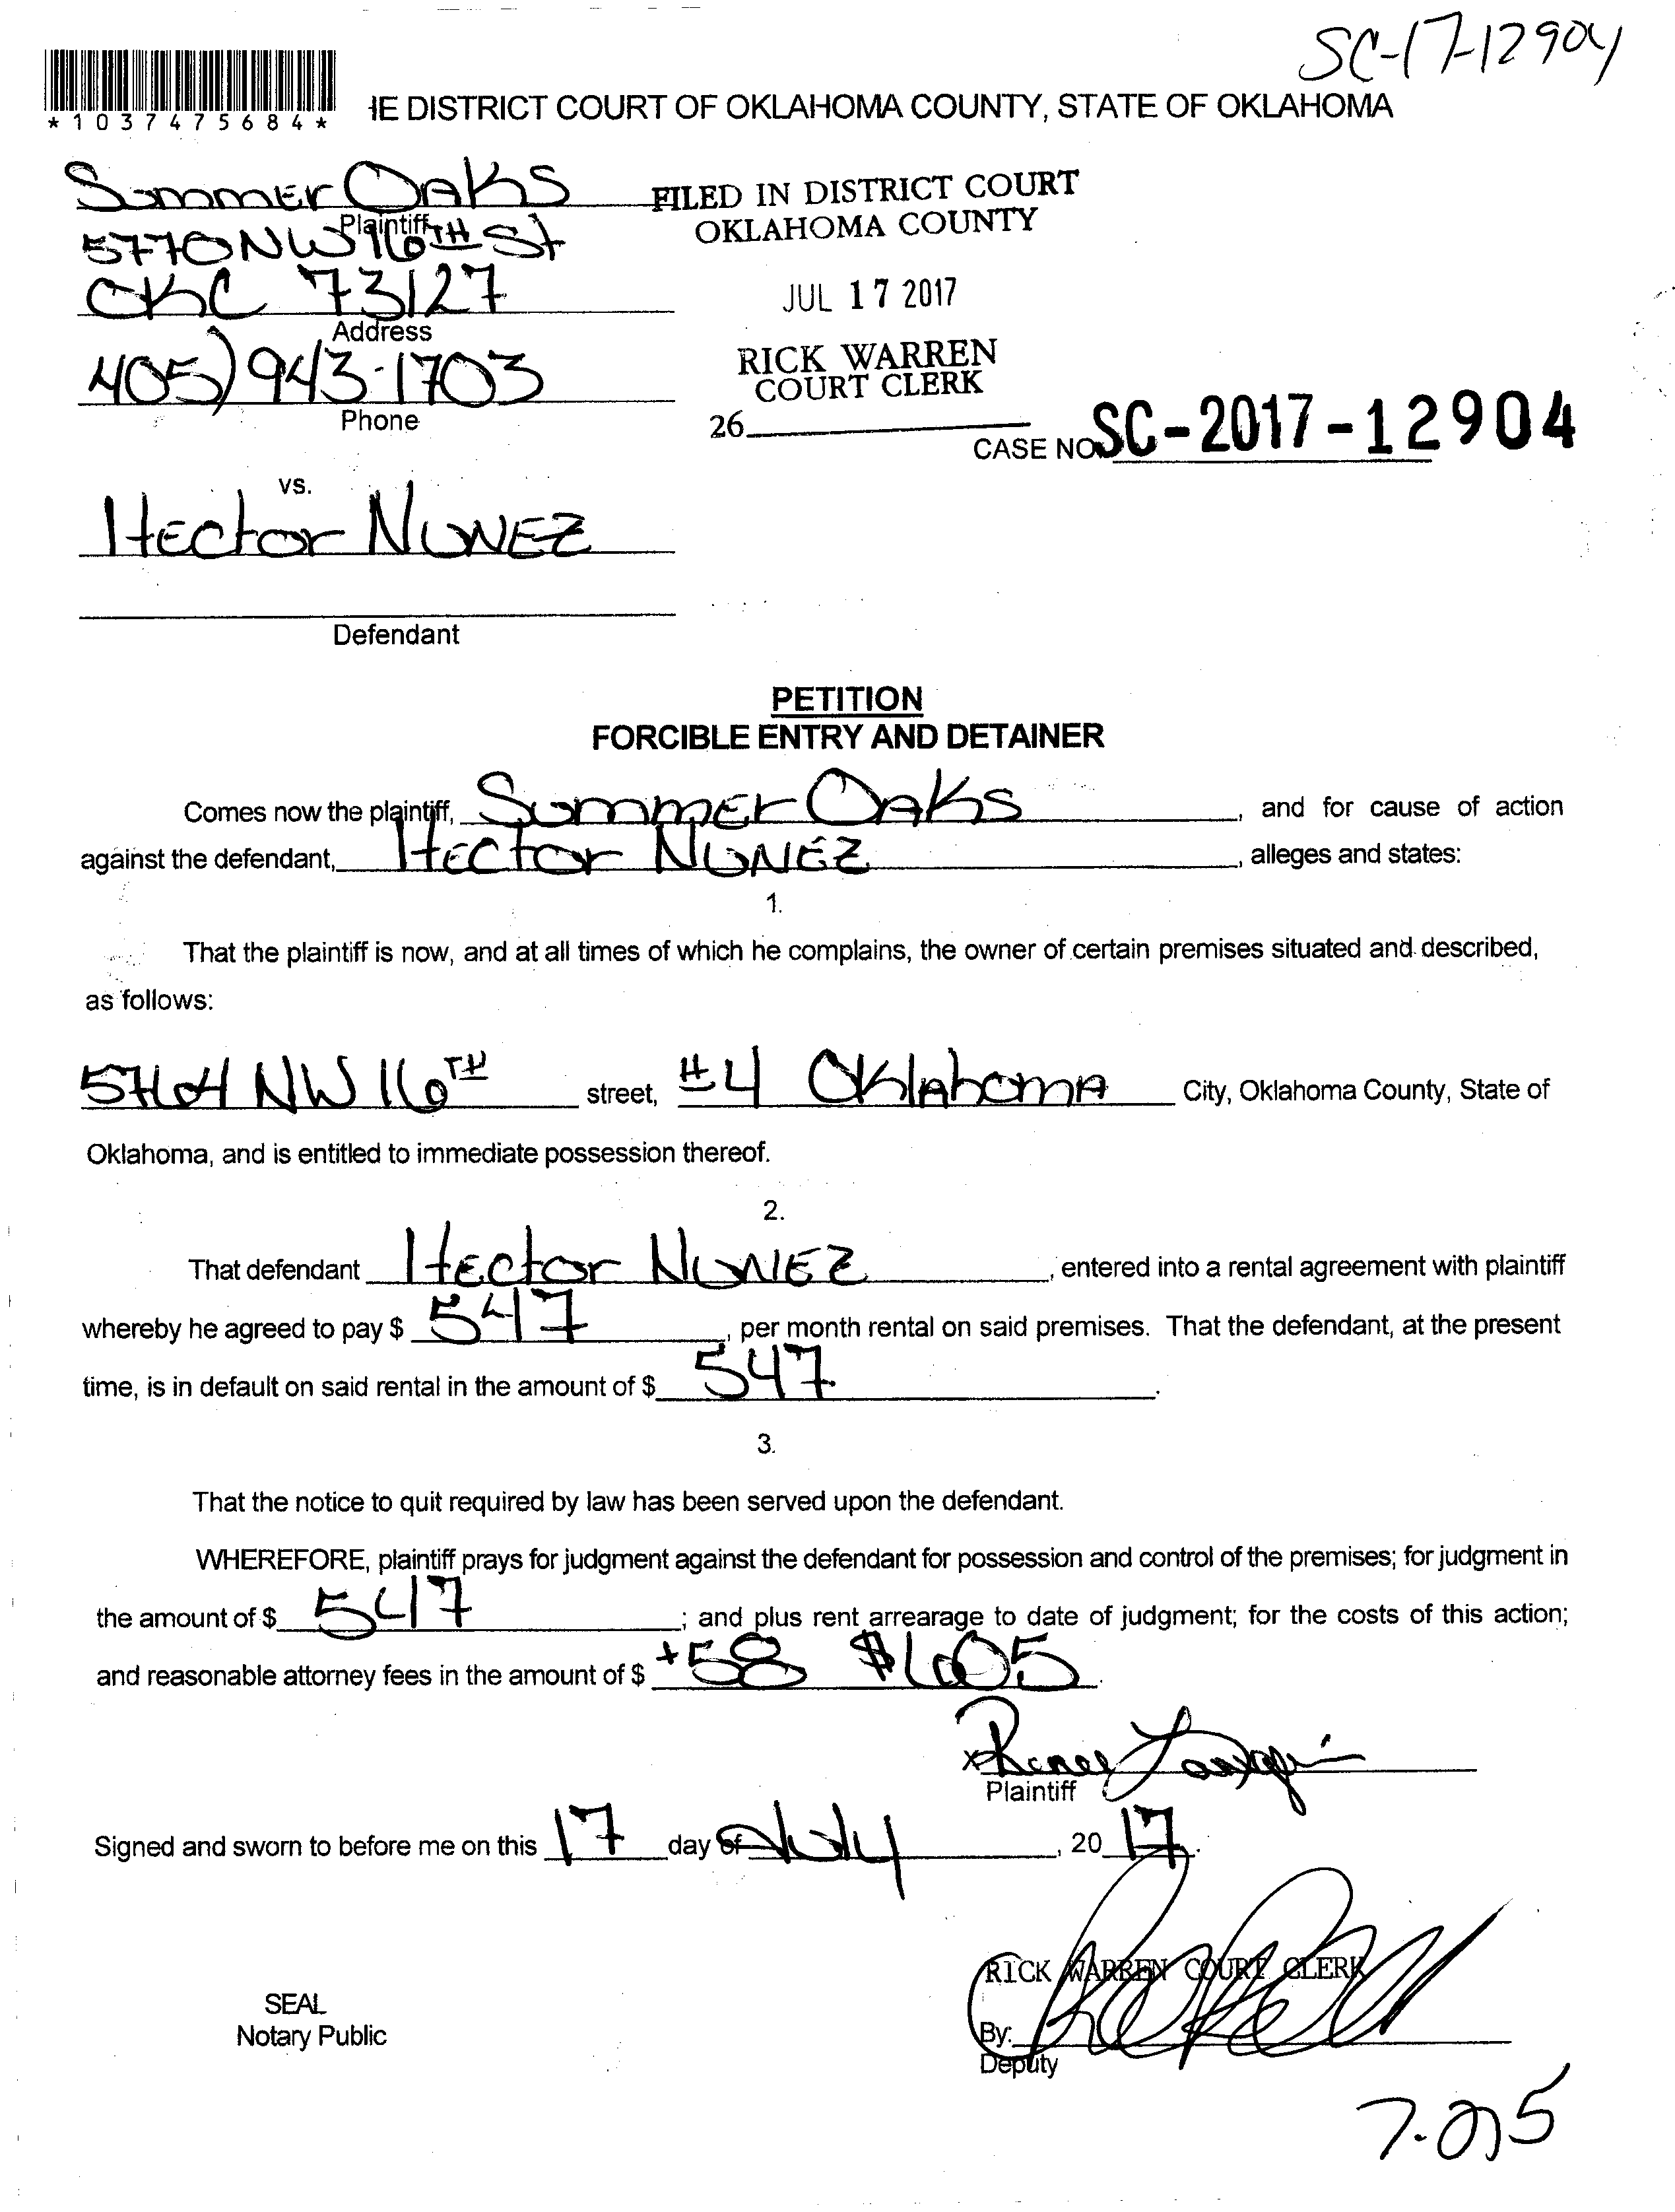 SC-17-12904
*1037475684*
HE DISTRICT COURT OF OKLAHOMA COUNTY, STATE OF OKLAHOMA
Summer Oaks
Plaintiff
5770 NW 16TH St
OKC 73127
Address
405) 943-1703
Phone
FILED IN DISTRICT COURT
OKLAHOMA COUNTY
JUL 17 2017
RICK WARREN
COURT CLERK
26
CASE NO. SC-2017-12904
vs.
Hector Nunez
Defendant
PETITION
FORCIBLE ENTRY AND DETAINER
Comes now the plaintiff, Summer Oaks, and for cause of action
against the defendant, Hector Nunez, alleges and states:
1.
That the plaintiff is now, and at all times of which he complains, the owner of certain premises situated and described,
as follows:
NW 16TH street, #4 Oklahoma City, Oklahoma County, State of
Oklahoma, and is entitled to immediate possession thereof.
2.
That defendant Hector Nunez, entered into a rental agreement with plaintiff
whereby he agreed to pay $ 547, per month rental on said premises. That the defendant, at the present
time, is in default on said rental in the amount of $ 547.
3.
That the notice to quit required by law has been served upon the defendant.
WHEREFORE, plaintiff prays for judgment against the defendant for possession and control of the premises; for judgment in
the amount of $ 547; and plus rent arrearage to date of judgment; for the costs of this action;
and reasonable attorney fees in the amount of $ +58 $605.
x Renee
Plaintiff
Signed and sworn to before me on this 17 day of July, 20 17.
RICK WARREN COURT CLERK
SEAL
Notary Public
By:
Deputy